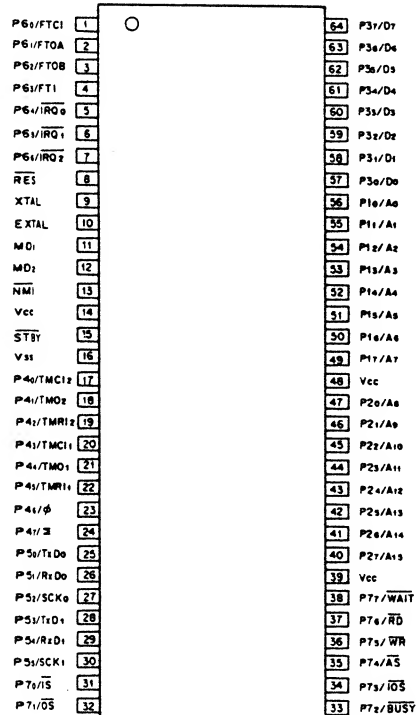 P60/FTCI 1
P61/FTOA 2
P62/FTOB 3
P63/FTI 4
P64/IRQ0 5
P65/IRQ1 6
P66/IRQ2 7
RES 8
XTAL 9
EXTAL 10
MD1 11
MD2 12
NMI 13
Vcc 14
STBY 15
Vss 16
P40/TMCI2 17
P41/TMO2 18
P42/TMRI2 19
P43/TMCI1 20
P44/TMO1 21
P45/TMRI1 22
P46/ϕ 23
P47/Ξ 24
P50/TxD0 25
P51/RxD0 26
P52/SCK0 27
P53/TxD1 28
P54/RxD1 29
P55/SCK1 30
P70/IS 31
P71/OS 32
64 P37/D7
63 P36/D6
62 P35/D5
61 P34/D4
60 P33/D3
59 P32/D2
58 P31/D1
57 P30/D0
56 P10/A0
55 P11/A1
54 P12/A2
53 P13/A3
52 P14/A4
51 P15/A5
50 P16/A6
49 P17/A7
48 Vcc
47 P20/A8
46 P21/A9
45 P22/A10
44 P23/A11
43 P24/A12
42 P25/A13
41 P26/A14
40 P27/A15
39 Vcc
38 P77/WAIT
37 P76/RD
36 P75/WR
35 P74/AS
34 P73/IOS
33 P72/BUSY